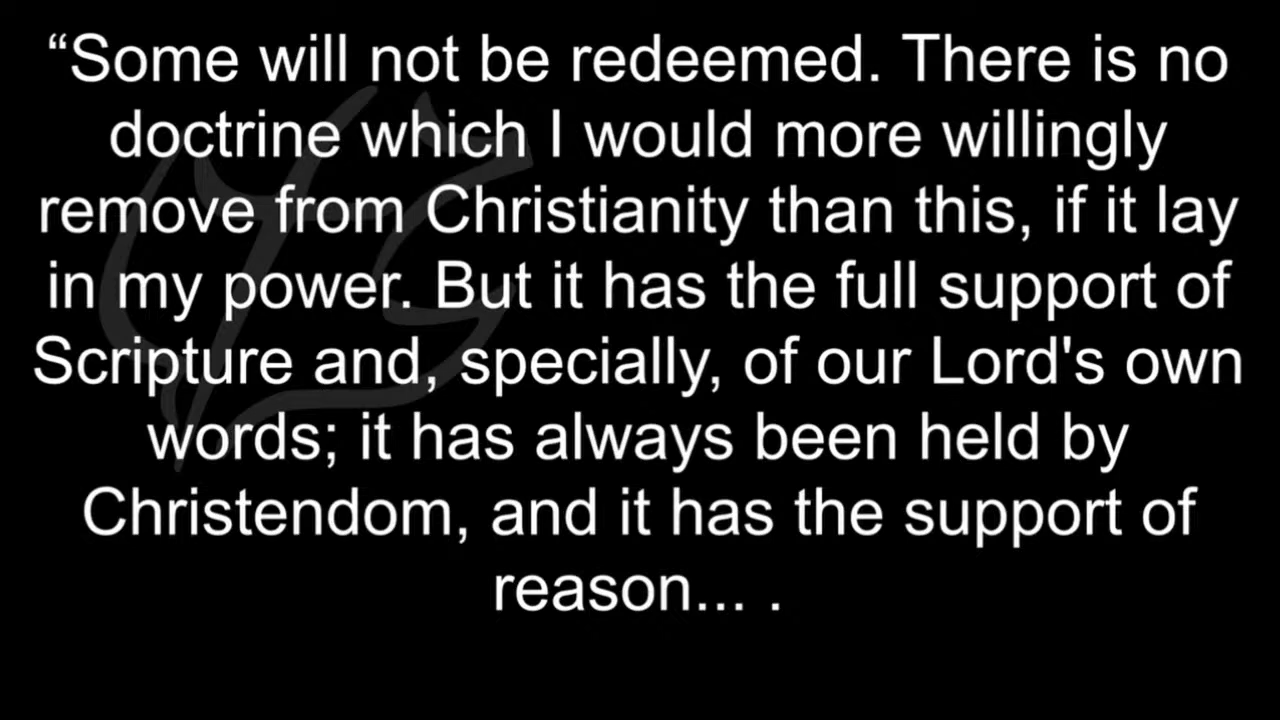 “Some will not be redeemed. There is no
doctrine which I would more willingly
remove from Christianity than this, if it lay
in my power. But it has the full support of
Scripture and, specially, of our Lord's own
words; it has always been held by
Christendom, and it has the support of
reason... .